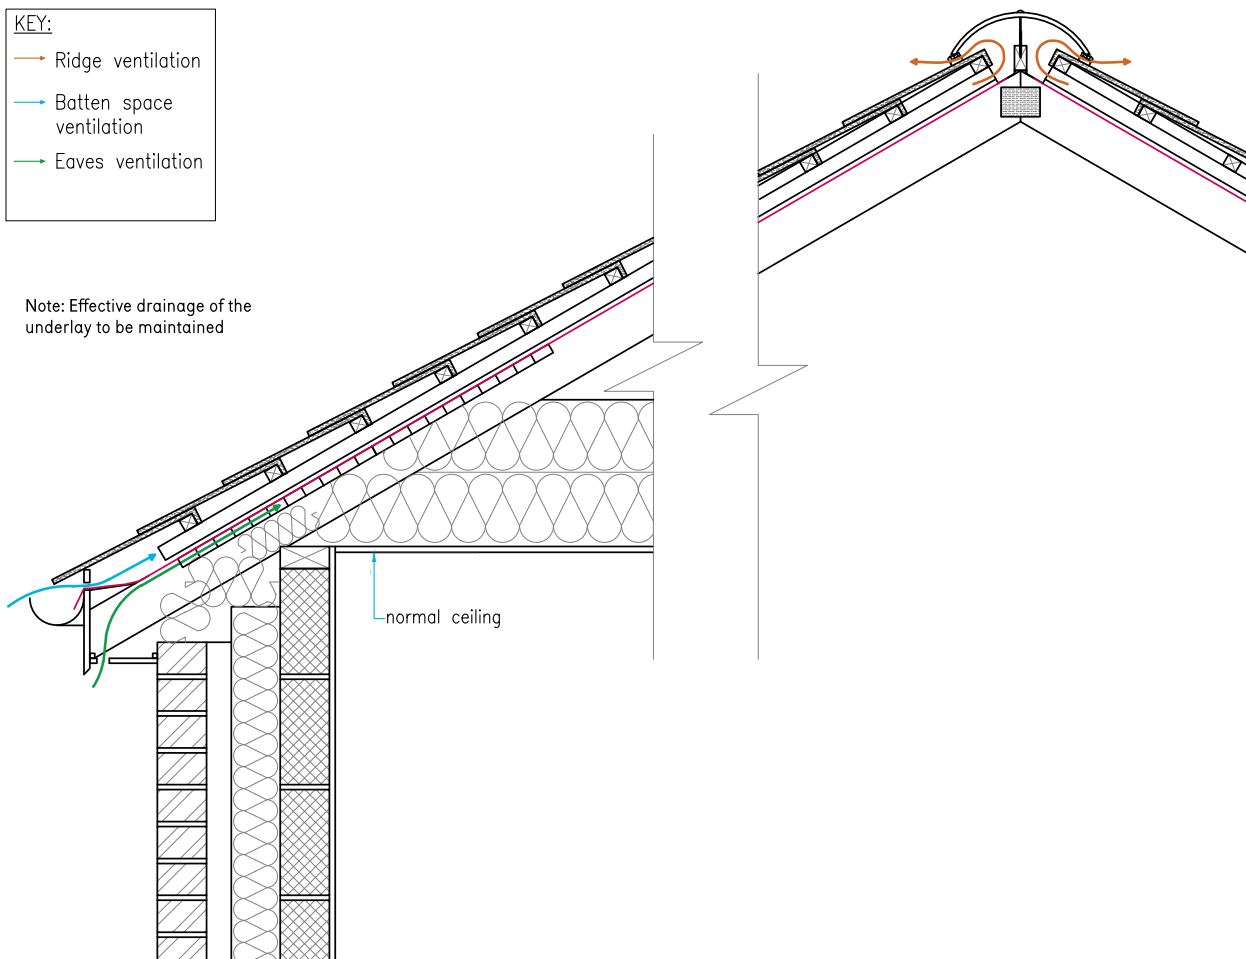 KEY:
Ridge ventilation
Batten space
ventilation
Eaves ventilation
Note: Effective drainage of the
underlay to be maintained
normal ceiling